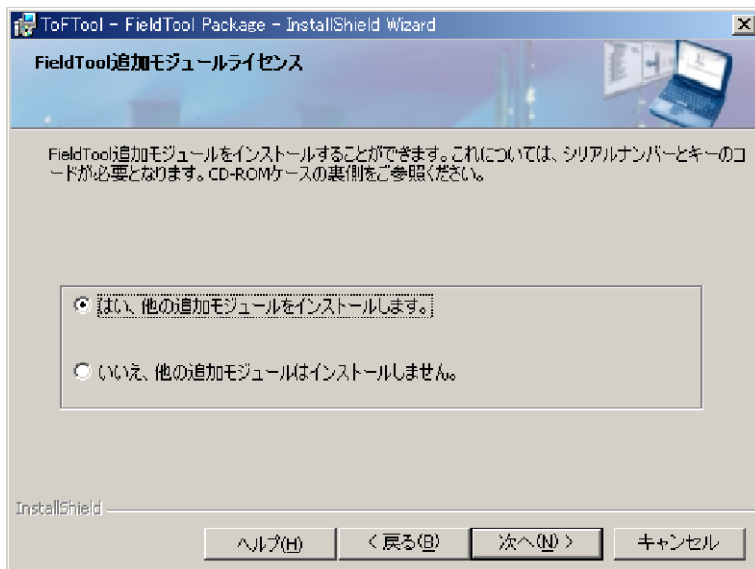 ToFTool - FieldTool Package - InstallShield Wizard
FieldTool追加モジュールライセンス
FieldTool追加モジュールをインストールすることができます。これについては、シリアルナンバーとキーのコ
ードが必要となります。CD-ROMケースの裏側をご参照ください。
はい、他の追加モジュールをインストールします。
いいえ、他の追加モジュールはインストールしません。
InstallShield
ヘルプ(H)
< 戻る(B)
次へ(N) >
キャンセル